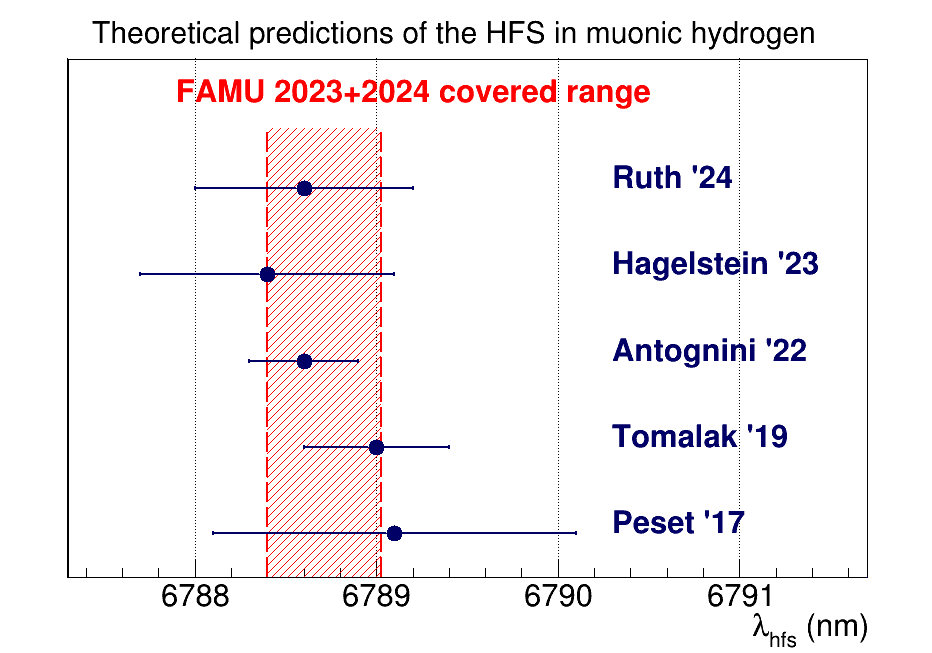 Theoretical predictions of the HFS in muonic hydrogen
FAMU 2023+2024 covered range
Ruth '24
Hagelstein '23
Antognini '22
Tomalak '19
Peset '17
6788 6789 6790 6791
λhfs (nm)